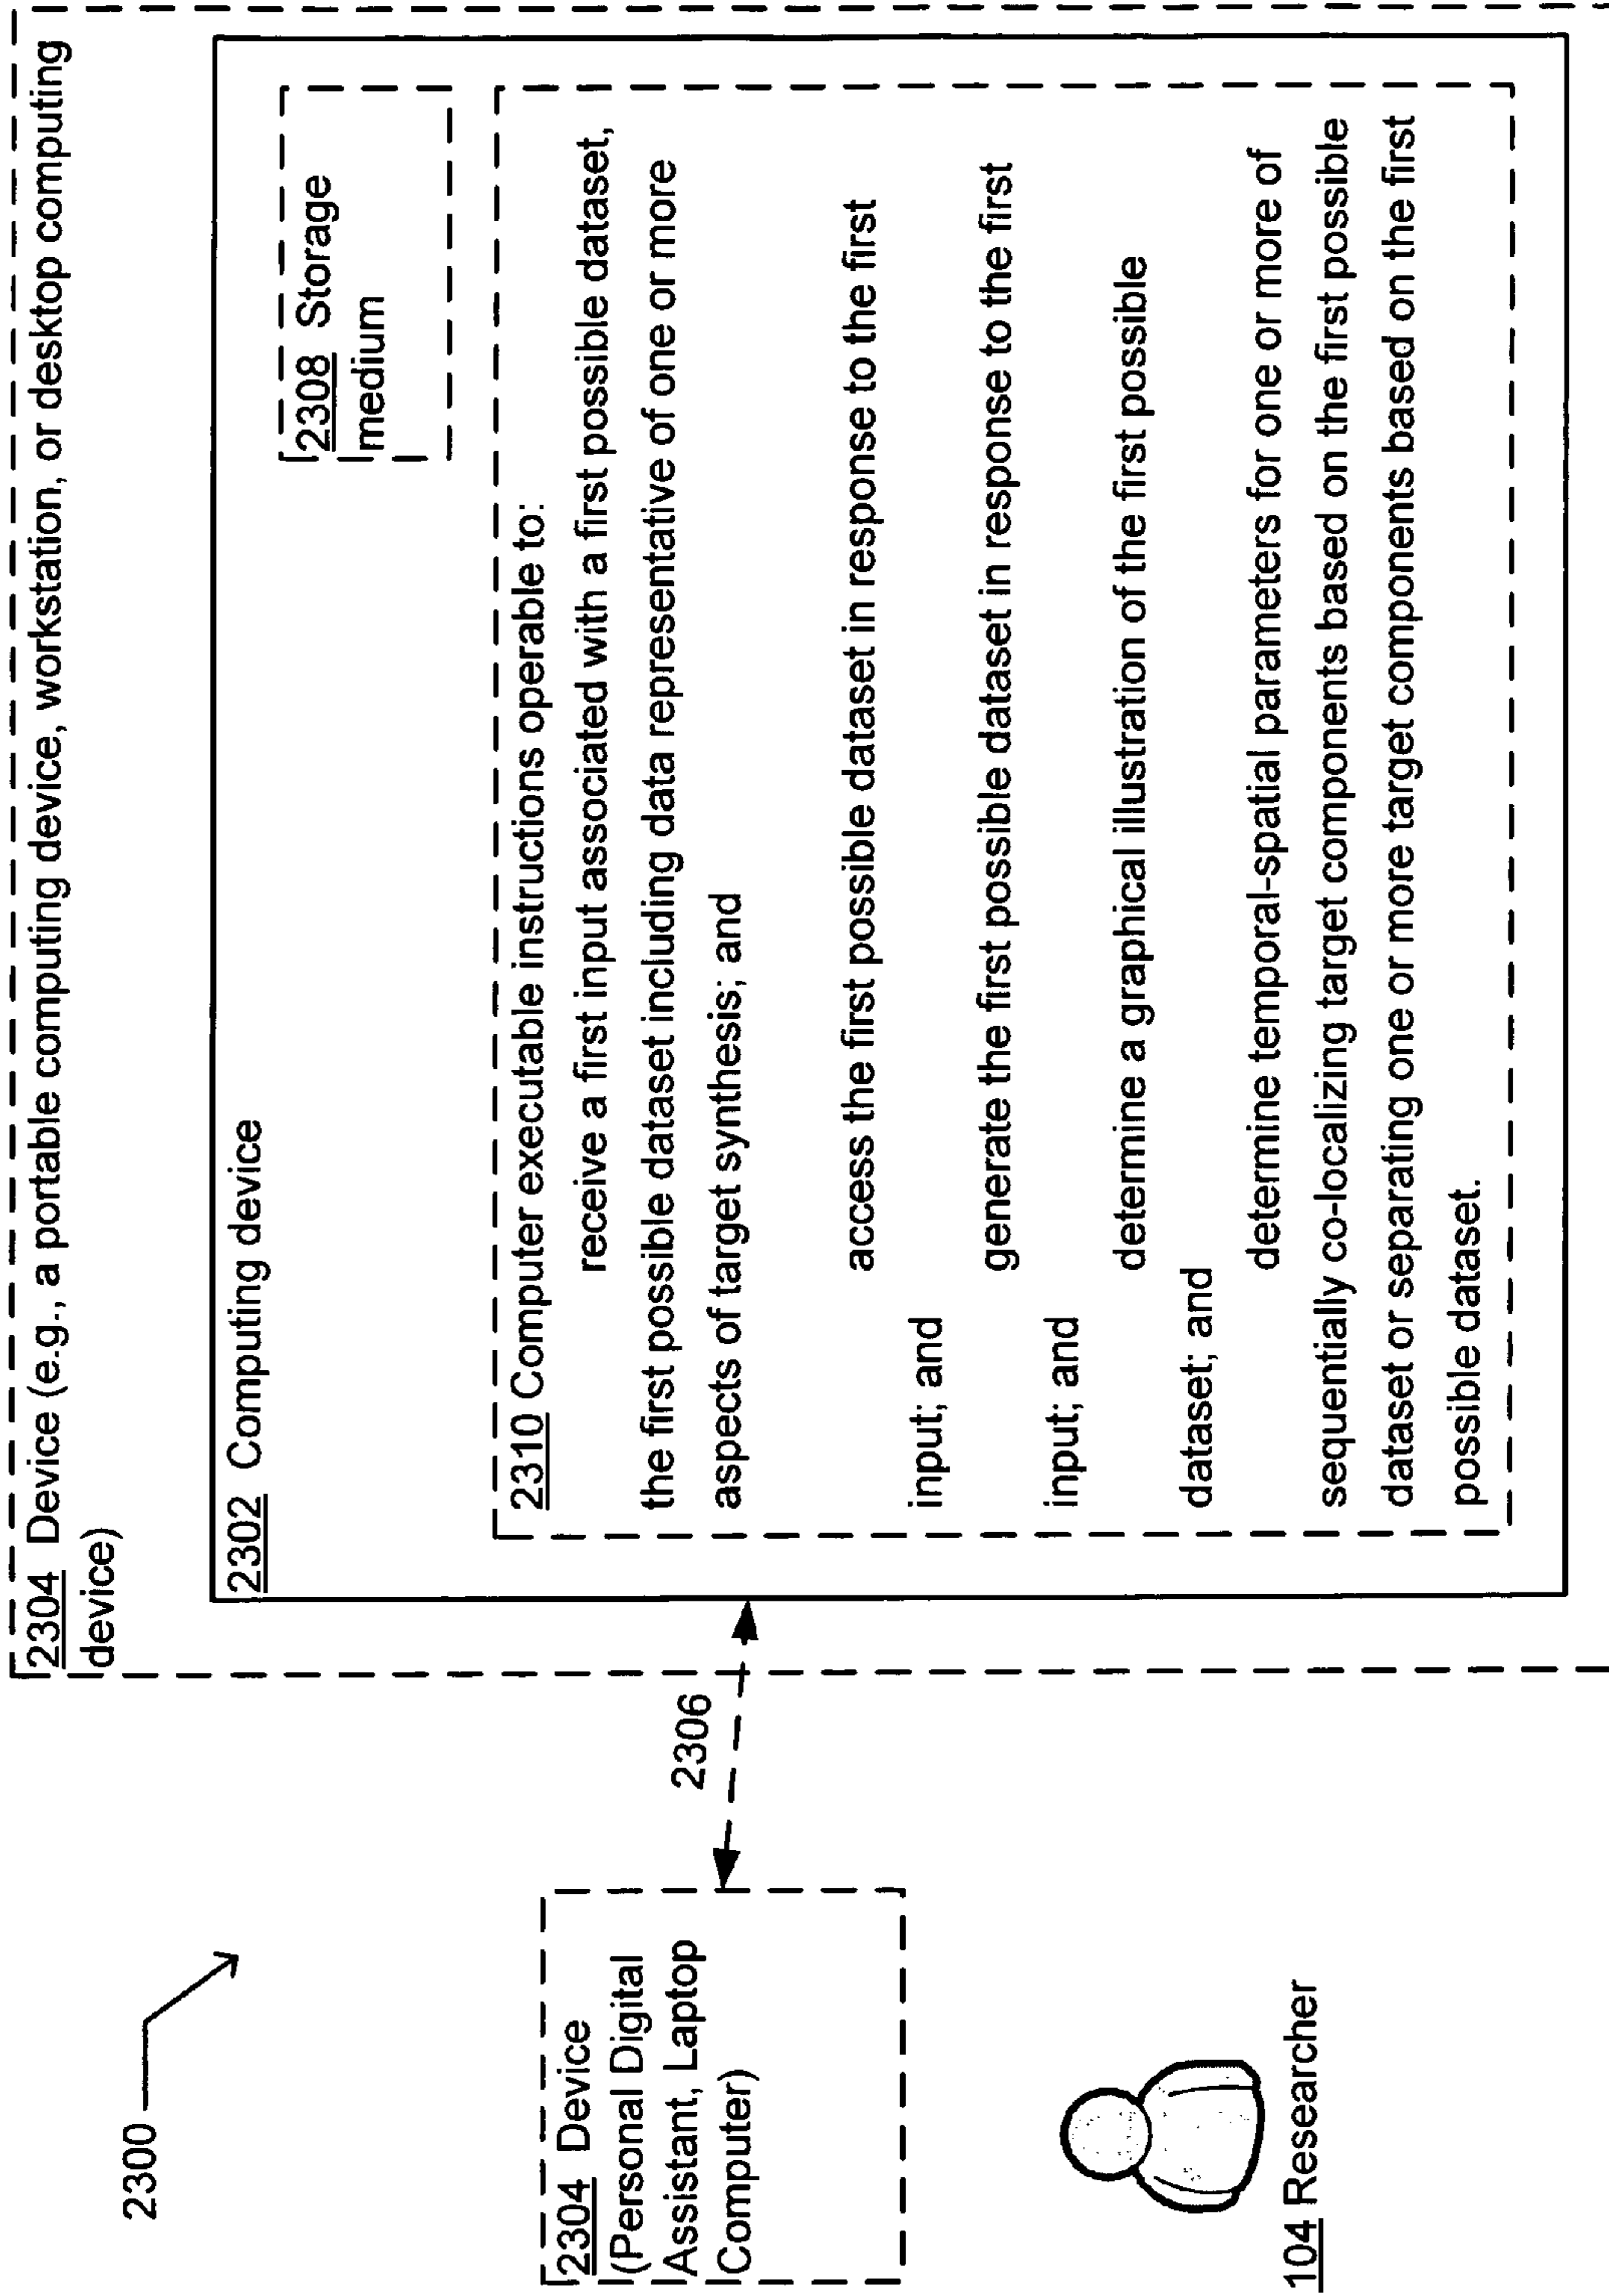 2300
2304 Device (e.g., a portable computing device, workstation, or desktop computing
device)
2302 Computing device
2308 Storage
medium
2310 Computer executable instructions operable to:
receive a first input associated with a first possible dataset,
the first possible dataset including data representative of one or more
aspects of target synthesis; and
access the first possible dataset in response to the first
input; and
generate the first possible dataset in response to the first
input; and
determine a graphical illustration of the first possible
dataset; and
determine temporal-spatial parameters for one or more of
sequentially co-localizing target components based on the first possible
dataset or separating one or more target components based on the first
possible dataset.
2306
2304 Device
(Personal Digital
Assistant, Laptop
Computer)
104 Researcher